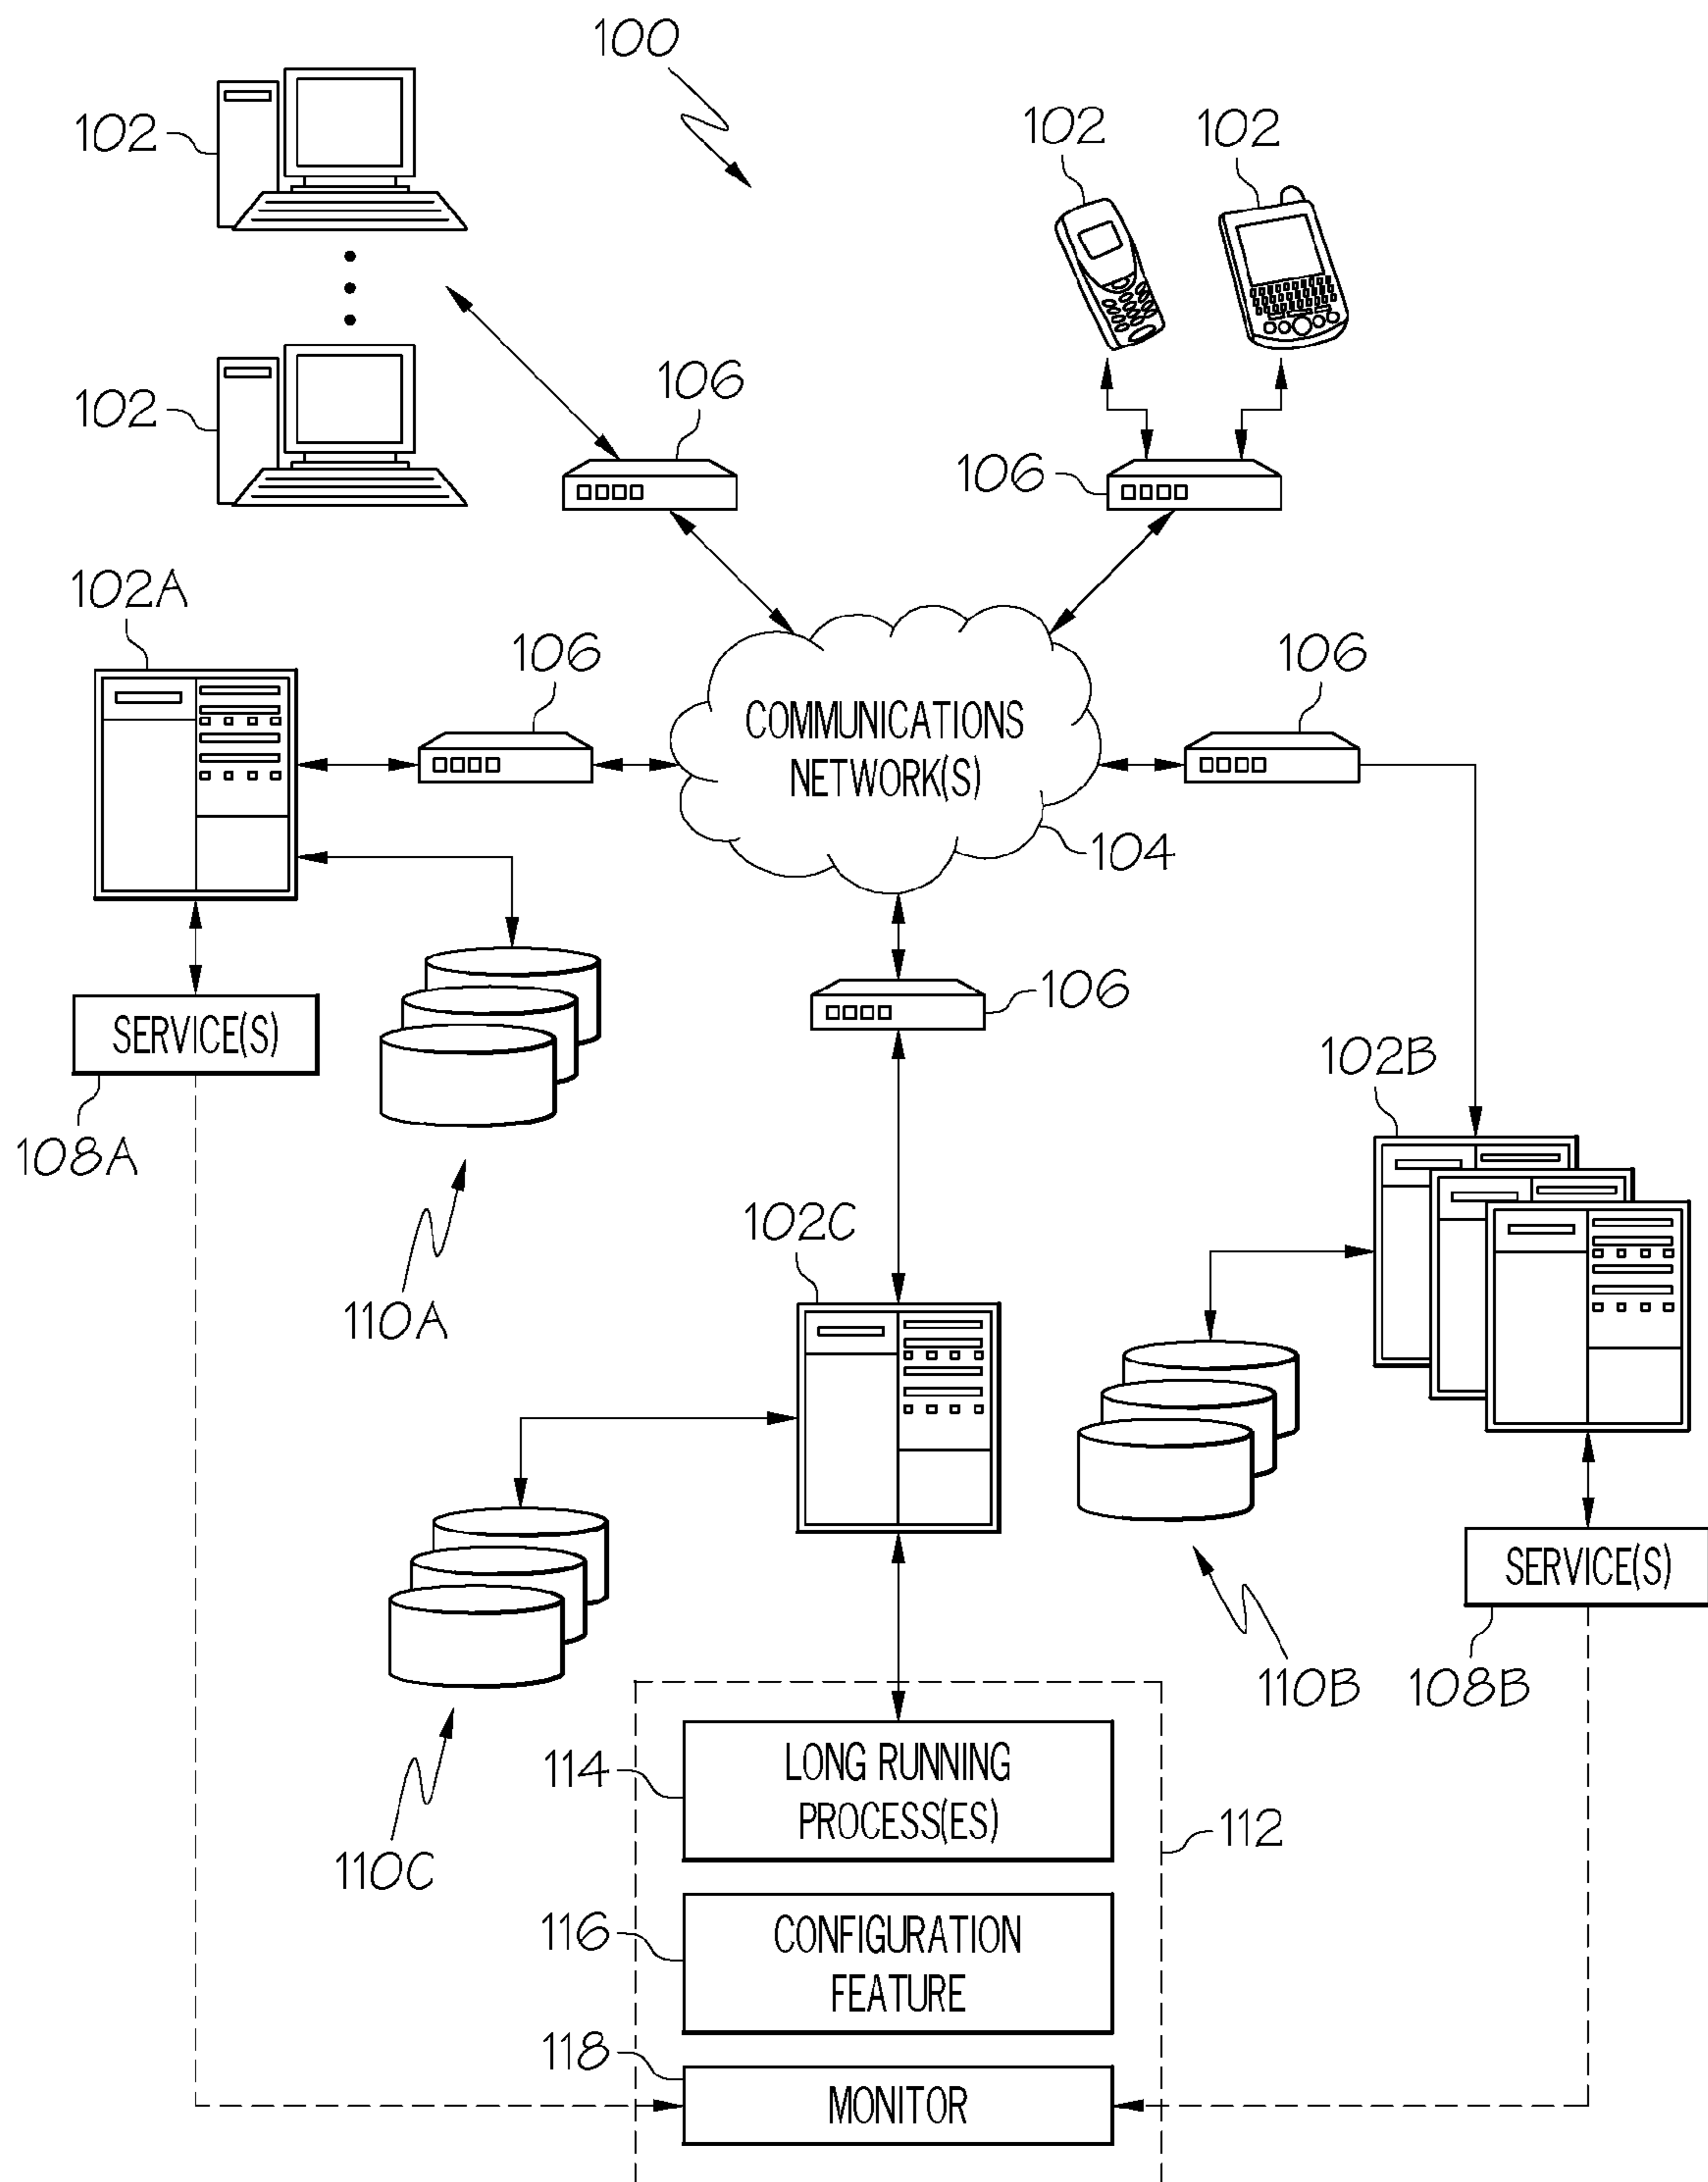 100
102
102
102
102
106
106
102A
106
106
COMMUNICATIONS
NETWORK(S)
104
SERVICE(S)
106
108A
102B
102C
110A
SERVICE(S)
110B
108B
LONG RUNNING
PROCESS(ES)
114
112
110C
CONFIGURATION
FEATURE
116
118
MONITOR